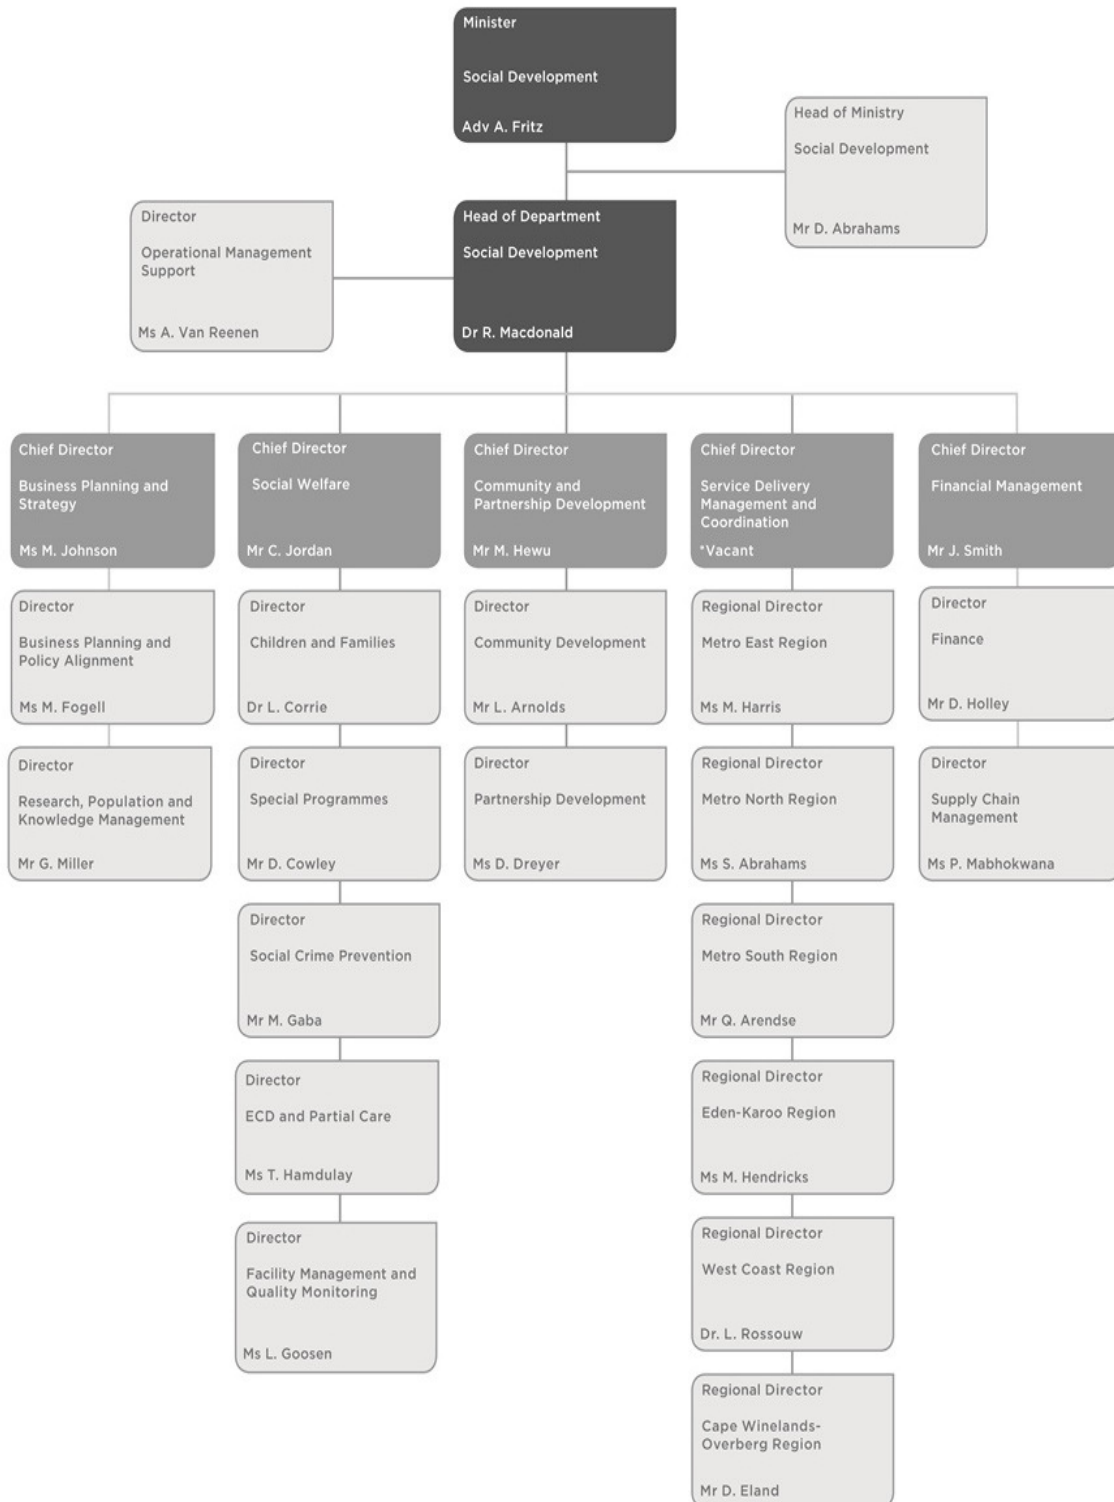 Minister
Social Development
Adv A. Fritz
Head of Ministry
Social Development
Mr D. Abrahams
Director
Operational Management
Support
Ms A. Van Reenen
Head of Department
Social Development
Dr R. Macdonald
Chief Director
Business Planning and
Strategy
Ms M. Johnson
Director
Business Planning and
Policy Alignment
Ms M. Fogell
Director
Research, Population and
Knowledge Management
Mr G. Miller
Chief Director
Social Welfare
Mr C. Jordan
Director
Children and Families
Dr L. Corrie
Director
Special Programmes
Mr D. Cowley
Director
Social Crime Prevention
Mr M. Gaba
Director
ECD and Partial Care
Ms T. Hamdulay
Director
Facility Management and
Quality Monitoring
Ms L. Goosen
Chief Director
Community and
Partnership Development
Mr M. Hewu
Director
Community Development
Mr L. Arnolds
Director
Partnership Development
Ms D. Dreyer
Chief Director
Service Delivery
Management and
Coordination
*Vacant
Regional Director
Metro East Region
Ms M. Harris
Regional Director
Metro North Region
Ms S. Abrahams
Regional Director
Metro South Region
Mr Q. Arendse
Regional Director
Eden-Karoo Region
Ms M. Hendricks
Regional Director
West Coast Region
Dr. L. Rossouw
Regional Director
Cape Winelands-
Overberg Region
Mr D. Eland
Chief Director
Financial Management
Mr J. Smith
Director
Finance
Mr D. Holley
Director
Supply Chain
Management
Ms P. Mabhokwana